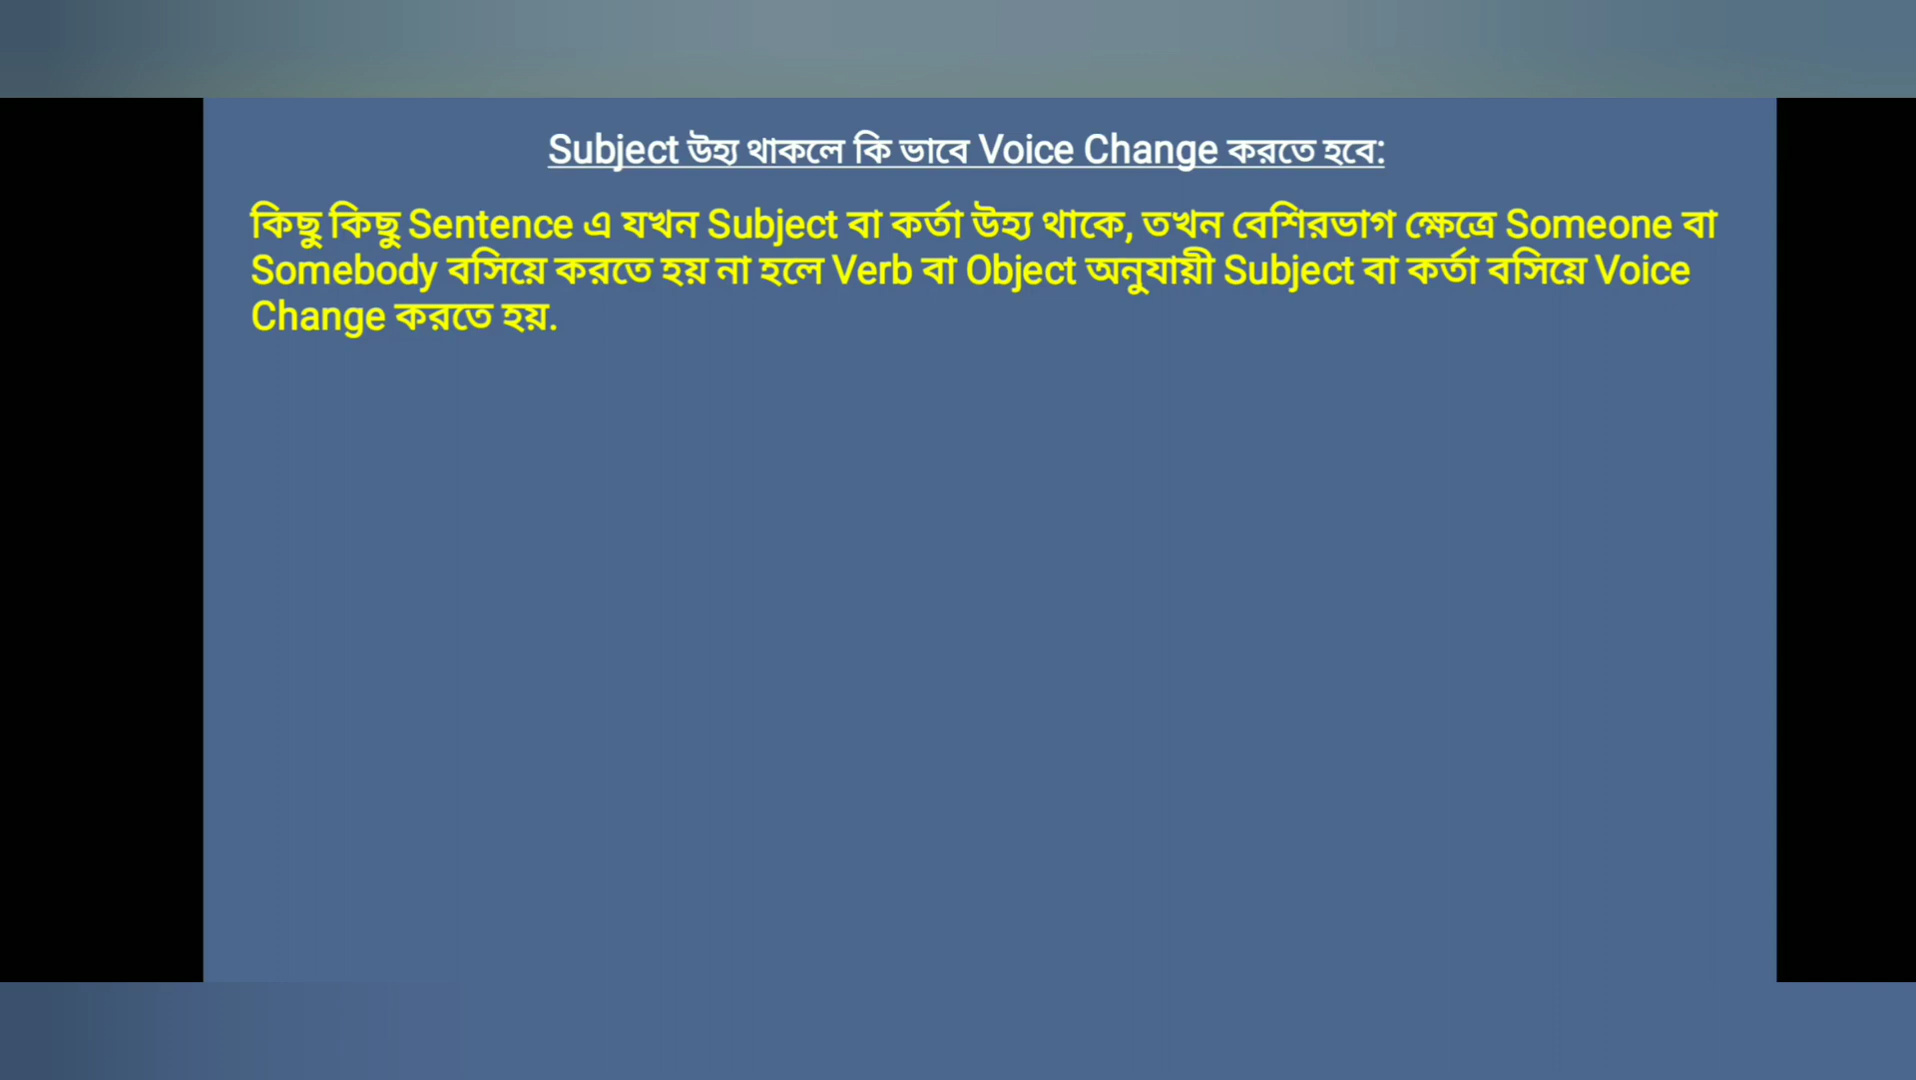 Subject উহ্য থাকলে কি ভাবে Voice Change করতে হবে:
কিছু কিছু Sentence এ যখন Subject বা কর্তা উহ্য থাকে, তখন বেশিরভাগ ক্ষেত্রে Someone বা
Somebody বসিয়ে করতে হয় না হলে Verb বা Object অনুযায়ী Subject বা কর্তা বসিয়ে Voice
Change করতে হয়.